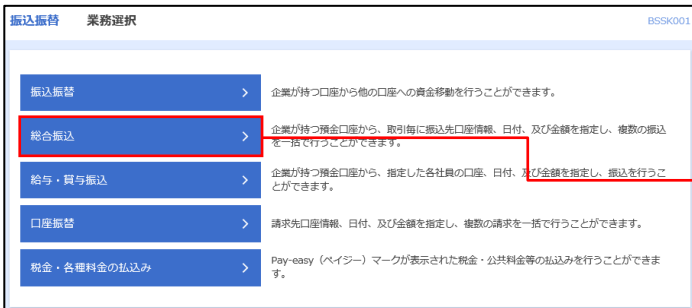 振込振替 業務選択 BSSK001
振込振替 企業が持つ口座から他の口座への資金移動を行うことができます。
総合振込 企業が持つ預金口座から、取引毎に振込先口座情報、日付、及び金額を指定し、複数の振込
を一括で行うことができます。
給与・賞与振込 企業が持つ預金口座から、指定した各社員の口座、日付、及び金額を指定し、振込を行うこ
とができます。
口座振替 請求先口座情報、日付、及び金額を指定し、複数の請求を一括で行うことができます。
税金・各種料金の払込み Pay-easy（ペイジー）マークが表示された税金・公共料金等の払込みを行うことができま
す。